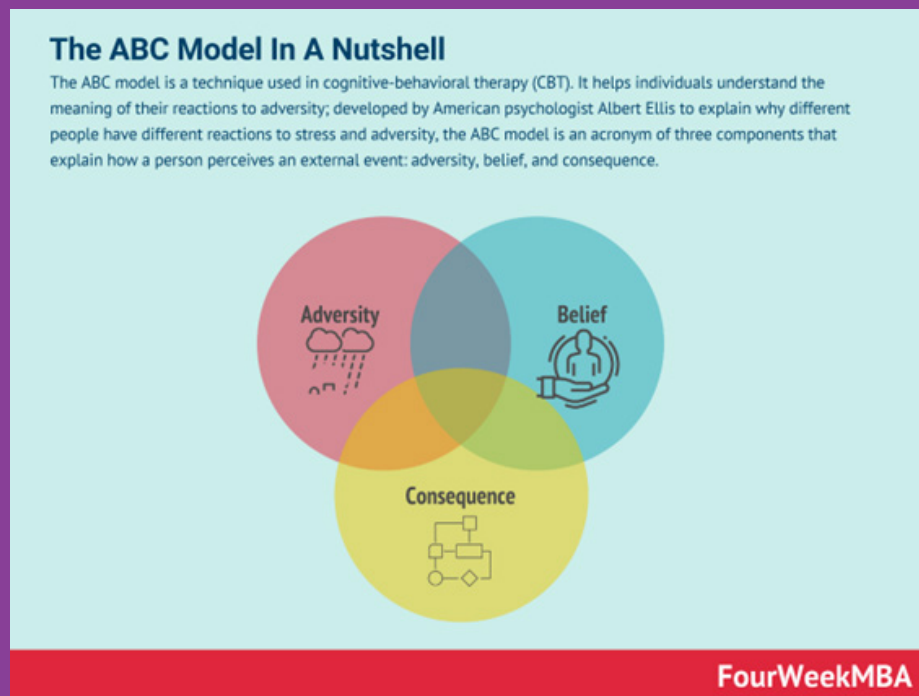 The ABC Model In A Nutshell
The ABC model is a technique used in cognitive-behavioral therapy (CBT). It helps individuals understand the
meaning of their reactions to adversity; developed by American psychologist Albert Ellis to explain why different
people have different reactions to stress and adversity, the ABC model is an acronym of three components that
explain how a person perceives an external event: adversity, belief, and consequence.
Adversity
Belief
Consequence
FourWeekMBA